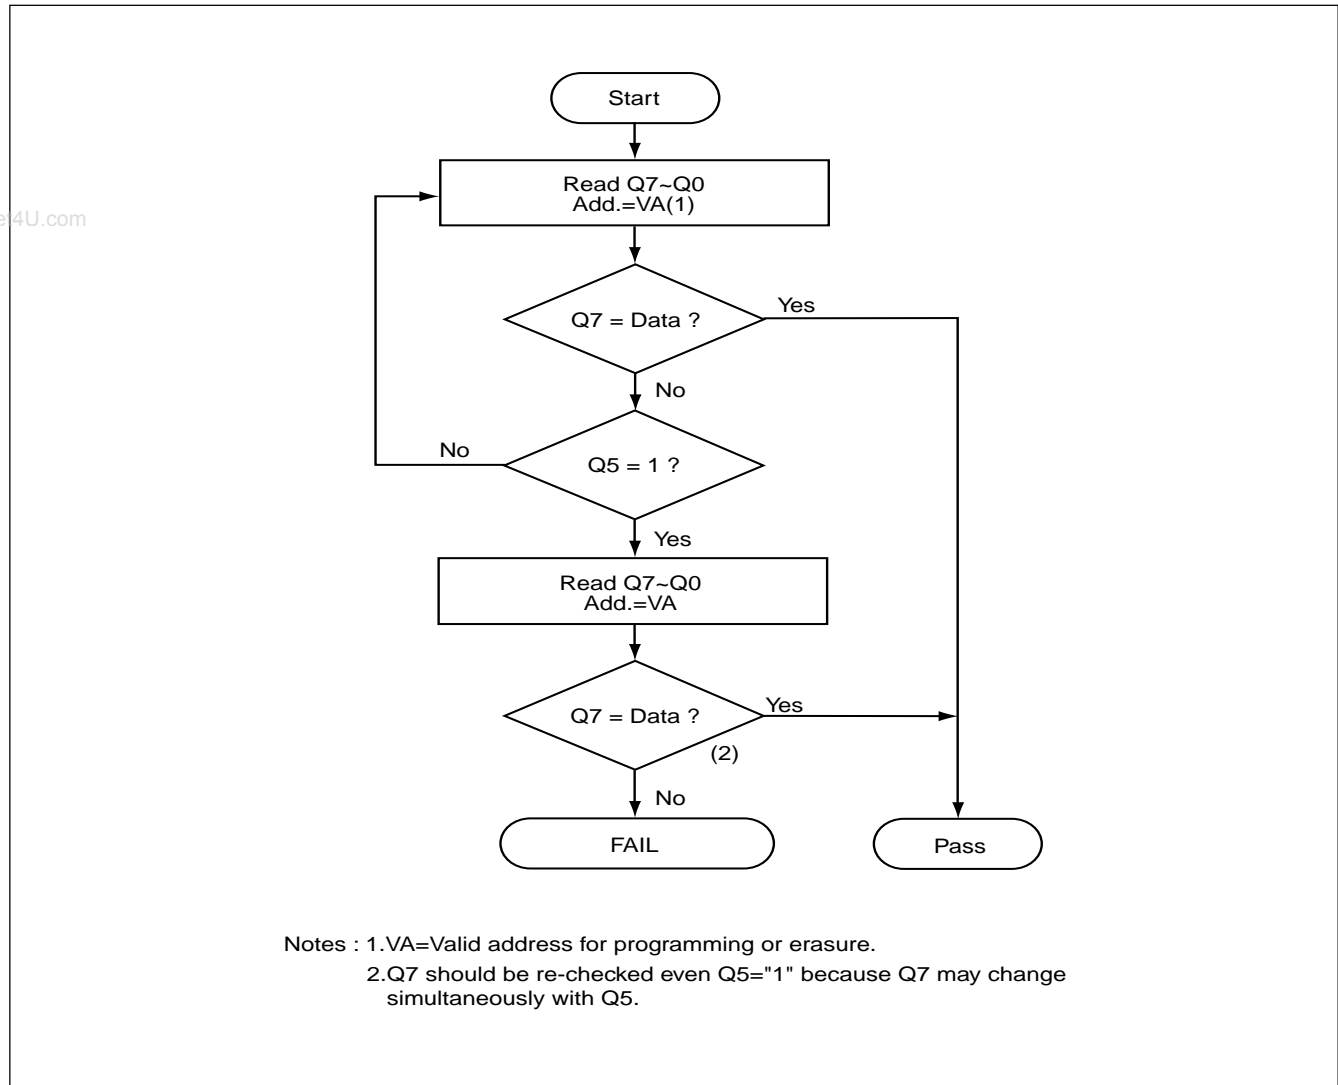 Start
Read Q7~Q0
Add.=VA(1)
Q7 = Data ?
Yes
No
Q5 = 1 ?
No
Yes
Read Q7~Q0
Add.=VA
Q7 = Data ?
Yes
(2)
No
FAIL
Pass
Notes : 1.VA=Valid address for programming or erasure.
2.Q7 should be re-checked even Q5="1" because Q7 may change
simultaneously with Q5.
et4U.com